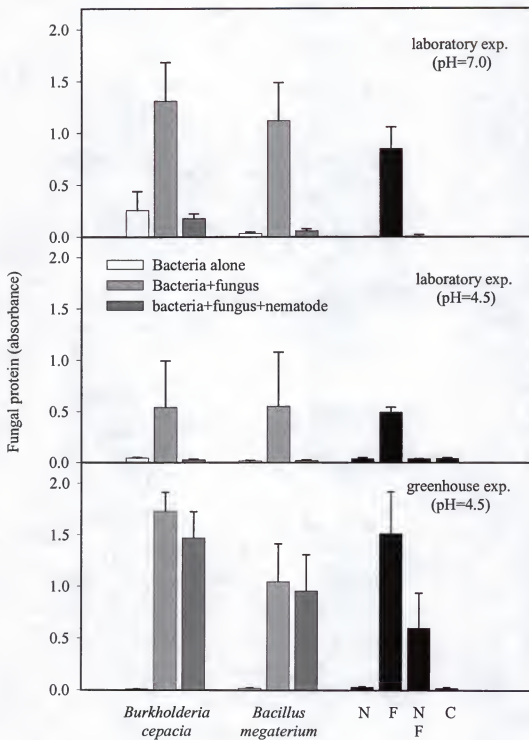 laboratory exp.
(pH=7.0)
2.0
1.5
1.0
0.5
0.0
laboratory exp.
(pH=4.5)
Bacteria alone
Bacteria+fungus
bacteria+fungus+nematode
2.0
1.5
1.0
0.5
0.0
Fungal protein (absorbance)
greenhouse exp.
(pH=4.5)
2.0
1.5
1.0
0.5
0.0
Burkholderia
cepacia
Bacillus
megaterium
N
F
N
F
C